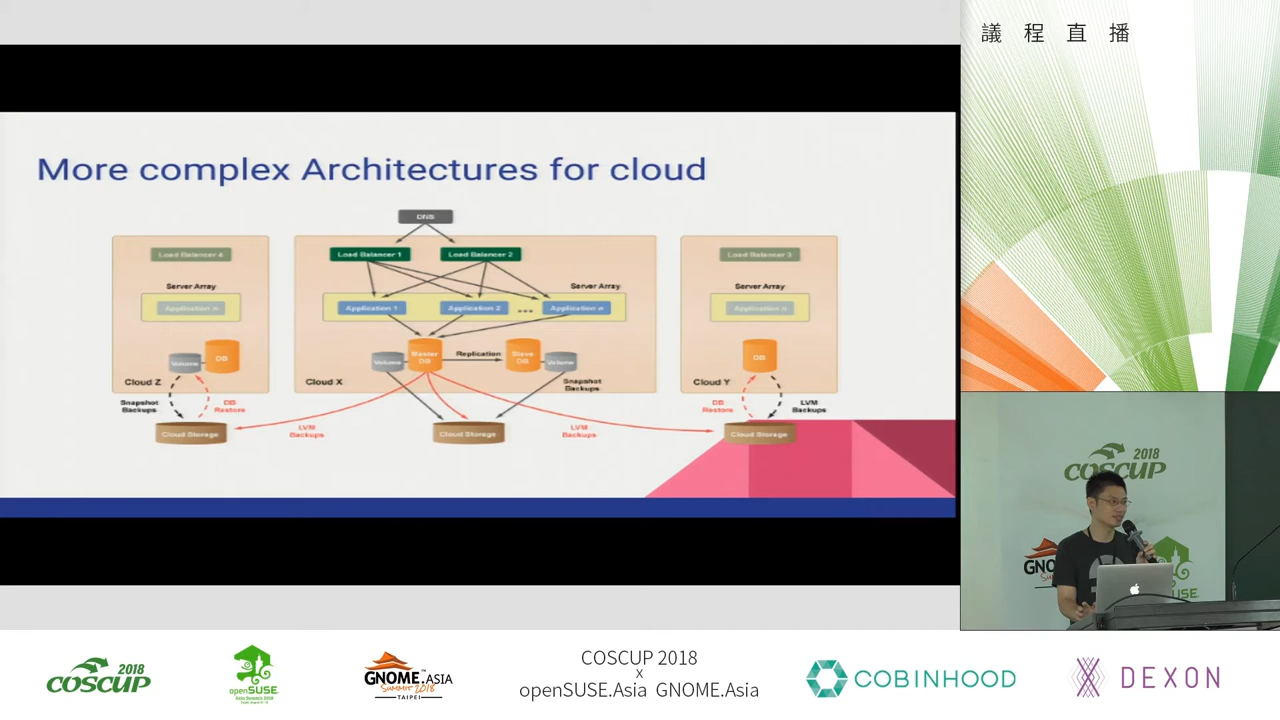 議 程 直 播
More complex Architectures for cloud
DNS
Load Balancer 4
Load Balancer 1
Load Balancer 2
Load Balancer 3
Server Array
Server Array
Server Array
Application n
Application 1
Application 2
...
Application n
Application n
Volume
DB
Volume
Master
DB
Replication
Slave
DB
Volume
DB
Cloud Z
Cloud X
Snapshot
Backups
Cloud Y
Snapshot
Backups
DB
Restore
LVM
Backups
LVM
Backups
DB
Restore
LVM
Backups
Cloud Storage
Cloud Storage
Cloud Storage
2018
COSCUP
GNO
SUSE
2018
COSCUP
openSUSE
GNOME.ASIA
SUMMIT 2018
TAIPEI
COSCUP 2018
x
openSUSE.Asia GNOME.Asia
COBINHOOD
DEXON